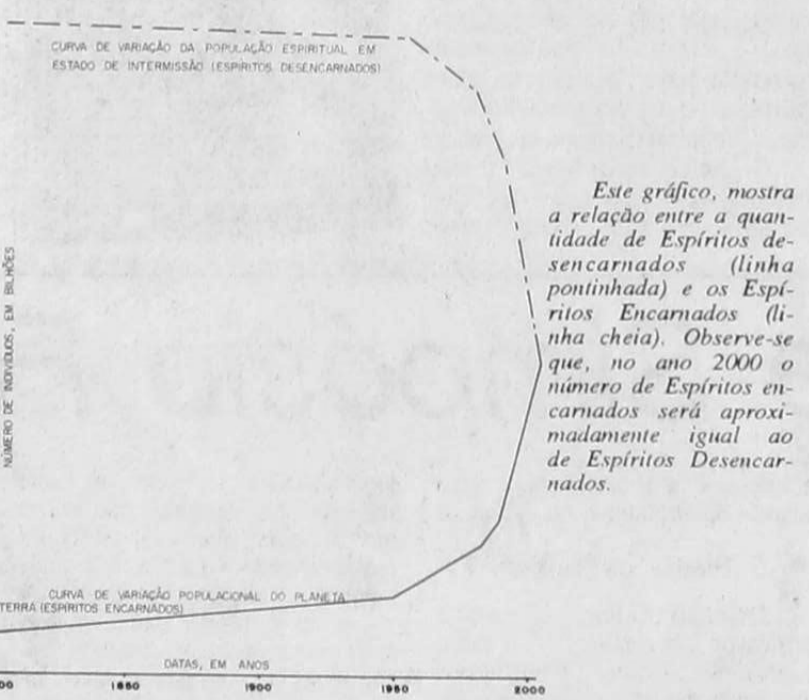 CURVA DE VARIAÇÃO DA POPULAÇÃO ESPIRITUAL EM
ESTADO DE INTERMISSÃO (ESPÍRITOS DESENCARNADOS)
NÚMERO DE INDIVÍDUOS, EM BILHÕES
Este gráfico, mostra
a relação entre a quan-
tidade de Espíritos de-
sencarnados (linha
pontinhada) e os Espí-
ritos Encarnados (li-
nha cheia). Observe-se
que, no ano 2000 o
número de Espíritos en-
carnados será aproxi-
madamente igual ao
de Espíritos Desencar-
nados.
CURVA DE VARIAÇÃO POPULACIONAL DO PLANETA
TERRA (ESPÍRITOS ENCARNADOS)
DATAS, EM ANOS
00 1850 1900 1950 2000